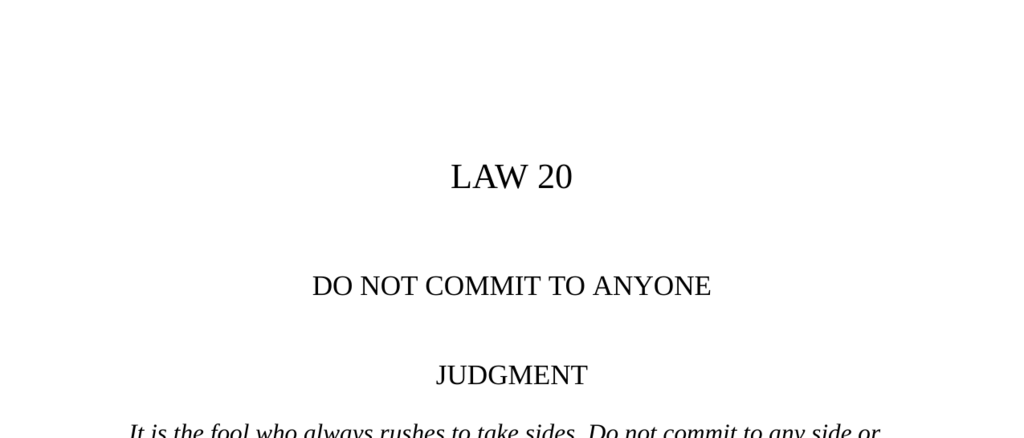 LAW 20
DO NOT COMMIT TO ANYONE
JUDGMENT
It is the fool who always rushes to take sides. Do not commit to any side or